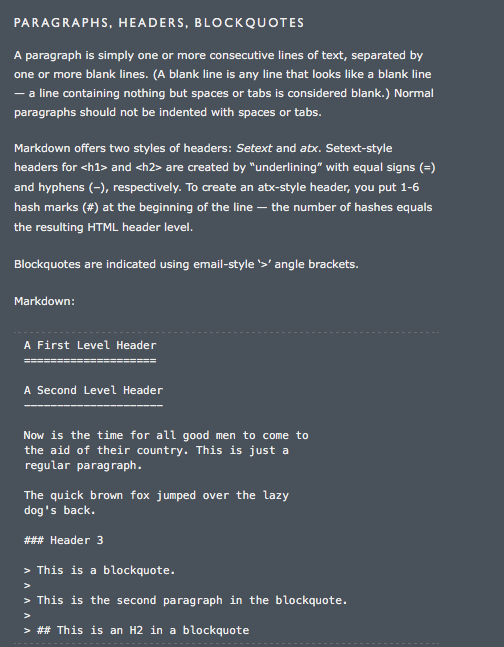 PARAGRAPHS, HEADERS, BLOCKQUOTES
A paragraph is simply one or more consecutive lines of text, separated by
one or more blank lines. (A blank line is any line that looks like a blank line
— a line containing nothing but spaces or tabs is considered blank.) Normal
paragraphs should not be indented with spaces or tabs.
Markdown offers two styles of headers: Setext and atx. Setext-style
headers for <h1> and <h2> are created by “underlining” with equal signs (=)
and hyphens (-), respectively. To create an atx-style header, you put 1-6
hash marks (#) at the beginning of the line — the number of hashes equals
the resulting HTML header level.
Blockquotes are indicated using email-style ‘>’ angle brackets.
Markdown:
A First Level Header
====================
A Second Level Header
---------------------
Now is the time for all good men to come to
the aid of their country. This is just a
regular paragraph.
The quick brown fox jumped over the lazy
dog's back.
### Header 3
> This is a blockquote.
>
> This is the second paragraph in the blockquote.
>
> ## This is an H2 in a blockquote